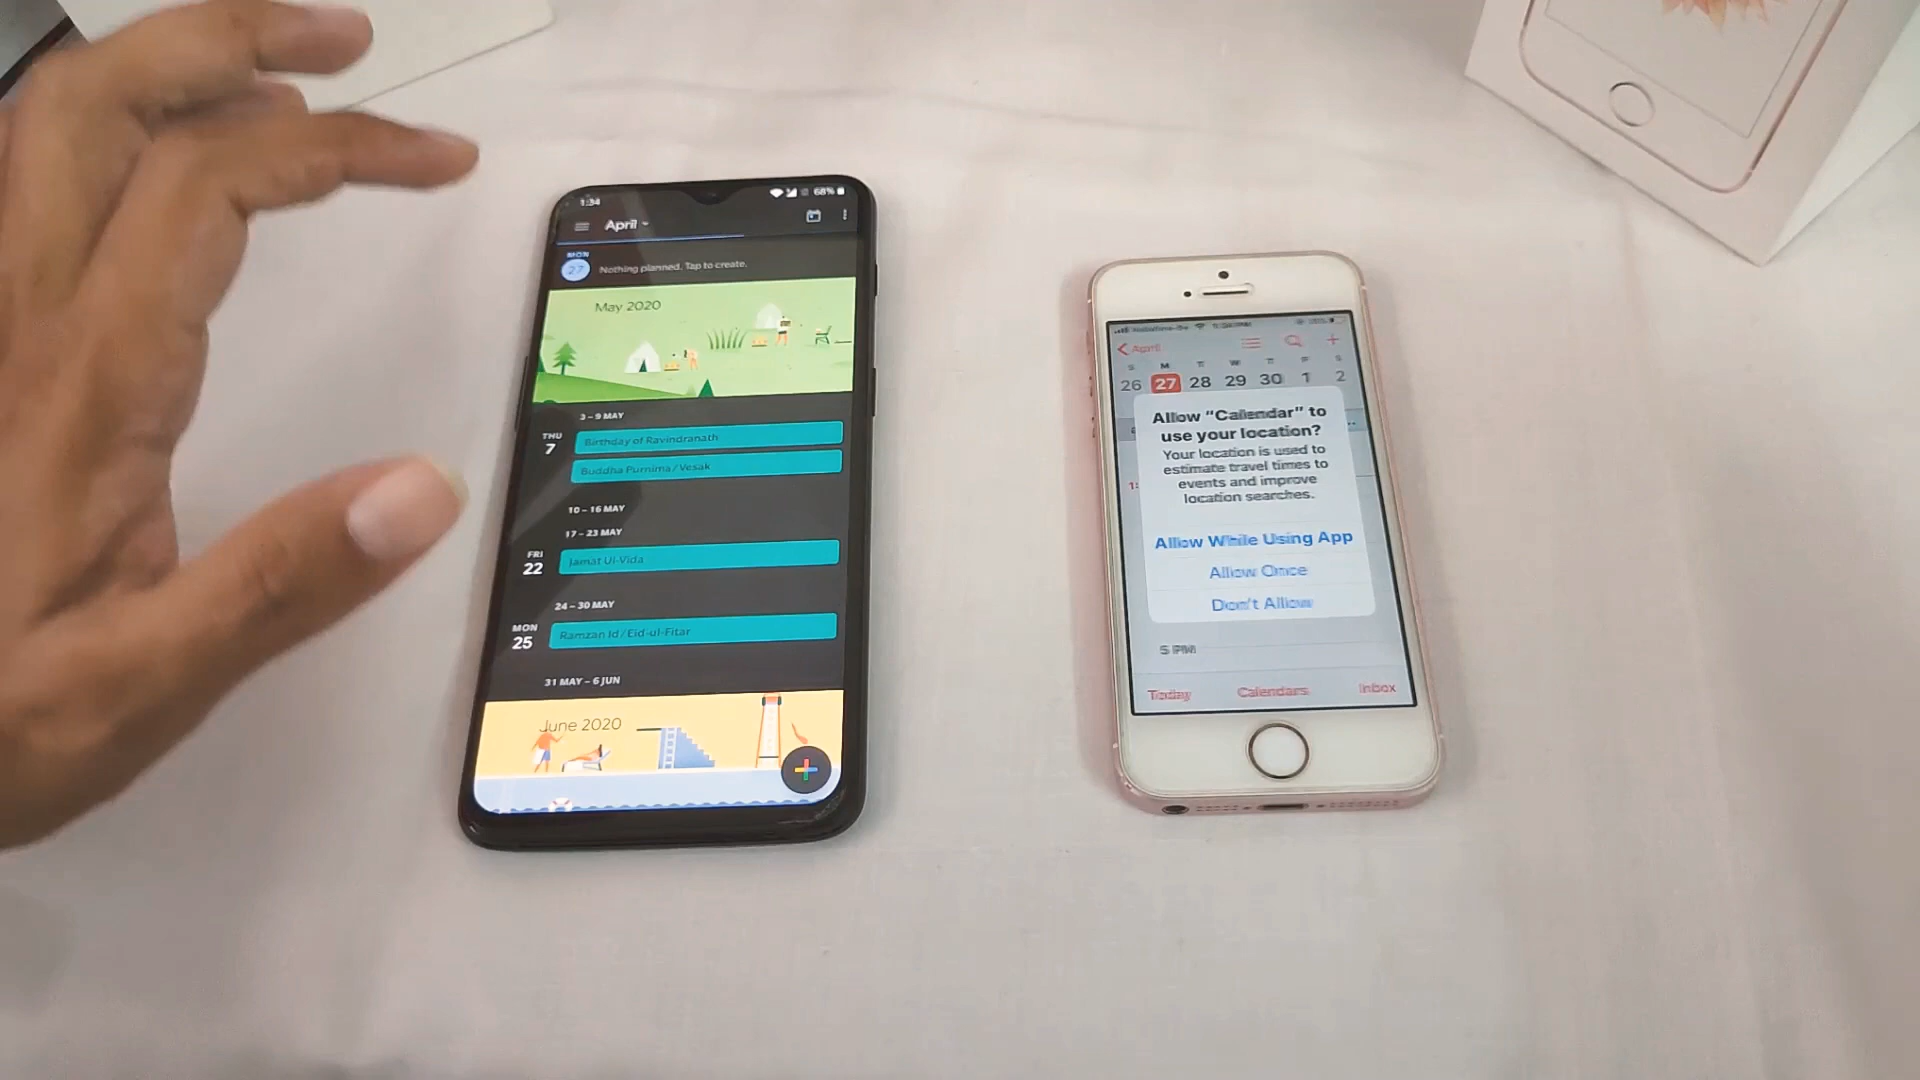 1:34
68%
April
MON
27
Nothing planned. Tap to create.
May 2020
3 – 9 MAY
THU
7
Birthday of Ravindranath
Buddha Purnima / Vesak
10 – 16 MAY
17 – 23 MAY
FRI
22
Jamat Ul-Vida
24 – 30 MAY
MON
25
Ramzan Id / Eid-ul-Fitar
31 MAY – 6 JUN
June 2020
April
S M T W T F S
26 27 28 29 30 1 2
Allow “Calendar” to
use your location?
Your location is used to
estimate travel times to
events and improve
location searches.
Allow While Using App
Allow Once
Don't Allow
5 PM
Today Calendars Inbox